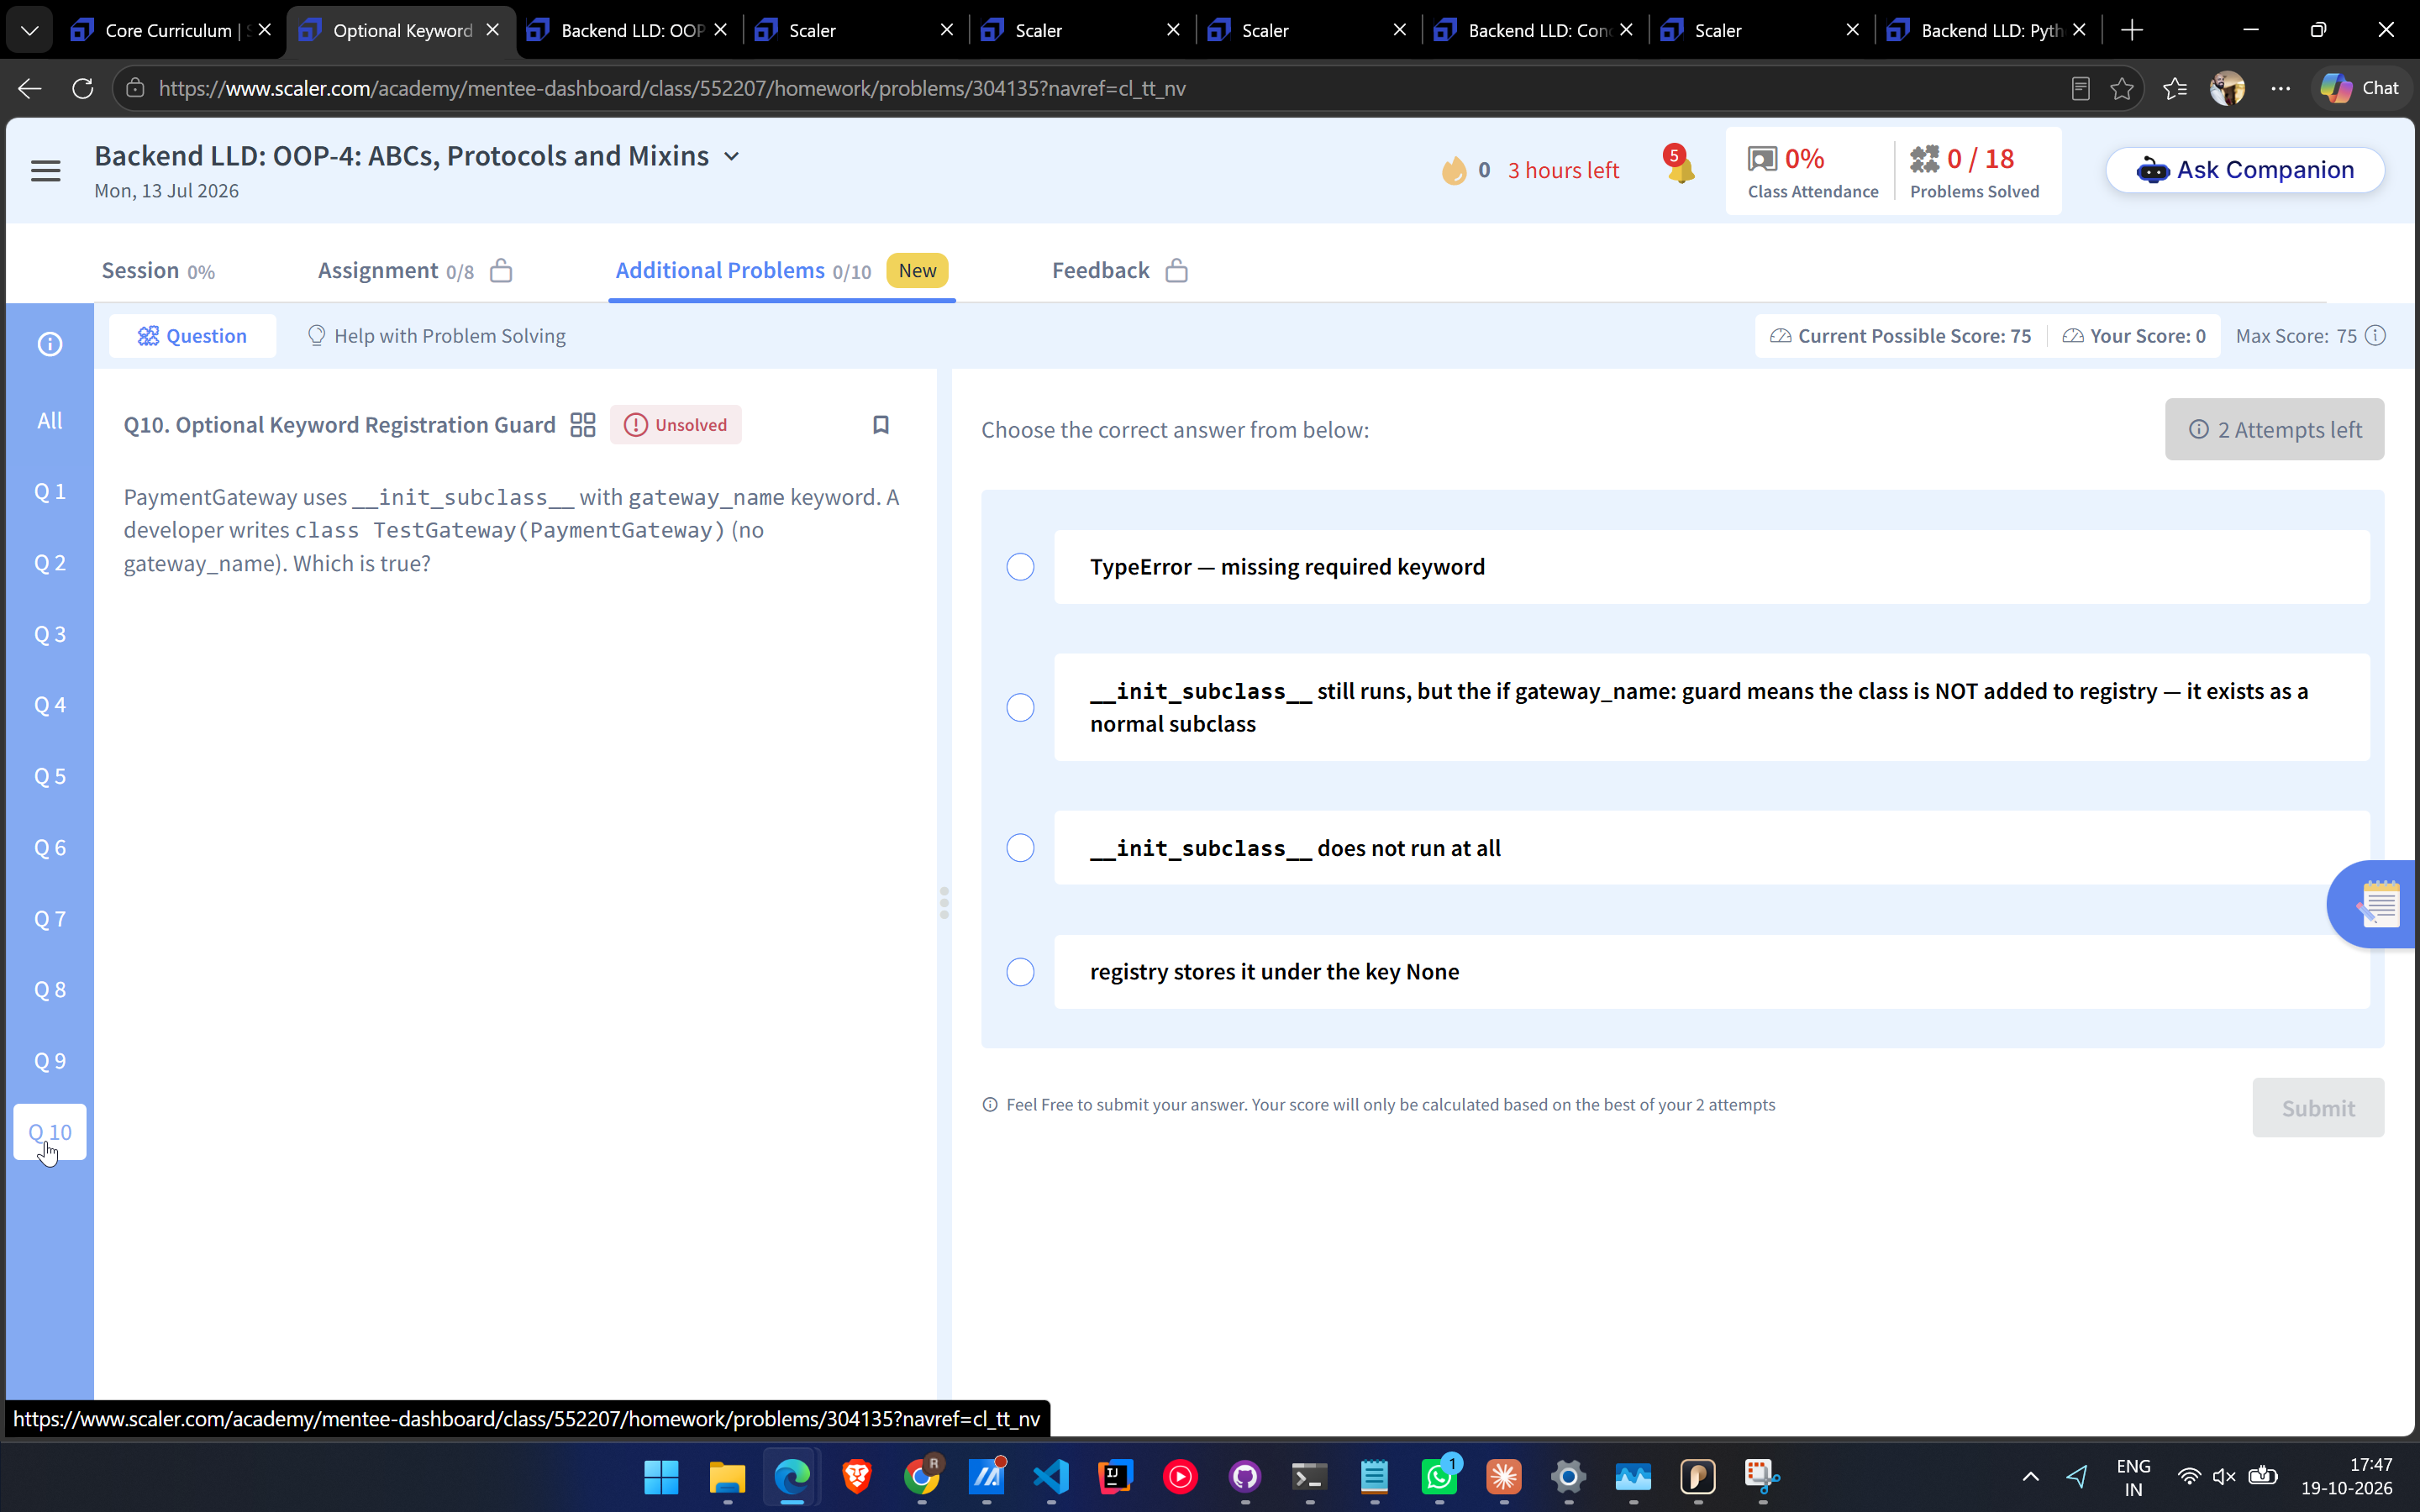 Core Curriculum | S
Optional Keyword
Backend LLD: OOP
Scaler
Scaler
Scaler
Backend LLD: Conc
Scaler
Backend LLD: Pyth
https://www.scaler.com/academy/mentee-dashboard/class/552207/homework/problems/304135?navref=cl_tt_nv
Chat
Backend LLD: OOP-4: ABCs, Protocols and Mixins
Mon, 13 Jul 2026
0 3 hours left
5
0%
Class Attendance
0 / 18
Problems Solved
Ask Companion
Session 0%
Assignment 0/8
Additional Problems 0/10 New
Feedback
Question
Help with Problem Solving
Current Possible Score: 75
Your Score: 0
Max Score: 75
All
Q 1
Q 2
Q 3
Q 4
Q 5
Q 6
Q 7
Q 8
Q 9
Q 10
Q10. Optional Keyword Registration Guard
Unsolved
PaymentGateway uses __init_subclass__ with gateway_name keyword. A
developer writes class TestGateway(PaymentGateway) (no
gateway_name). Which is true?
Choose the correct answer from below:
2 Attempts left
TypeError — missing required keyword
__init_subclass__ still runs, but the if gateway_name: guard means the class is NOT added to registry — it exists as a
normal subclass
__init_subclass__ does not run at all
registry stores it under the key None
Feel Free to submit your answer. Your score will only be calculated based on the best of your 2 attempts
Submit
https://www.scaler.com/academy/mentee-dashboard/class/552207/homework/problems/304135?navref=cl_tt_nv
R
IJ
1
ENG
IN
17:47
19-10-2026